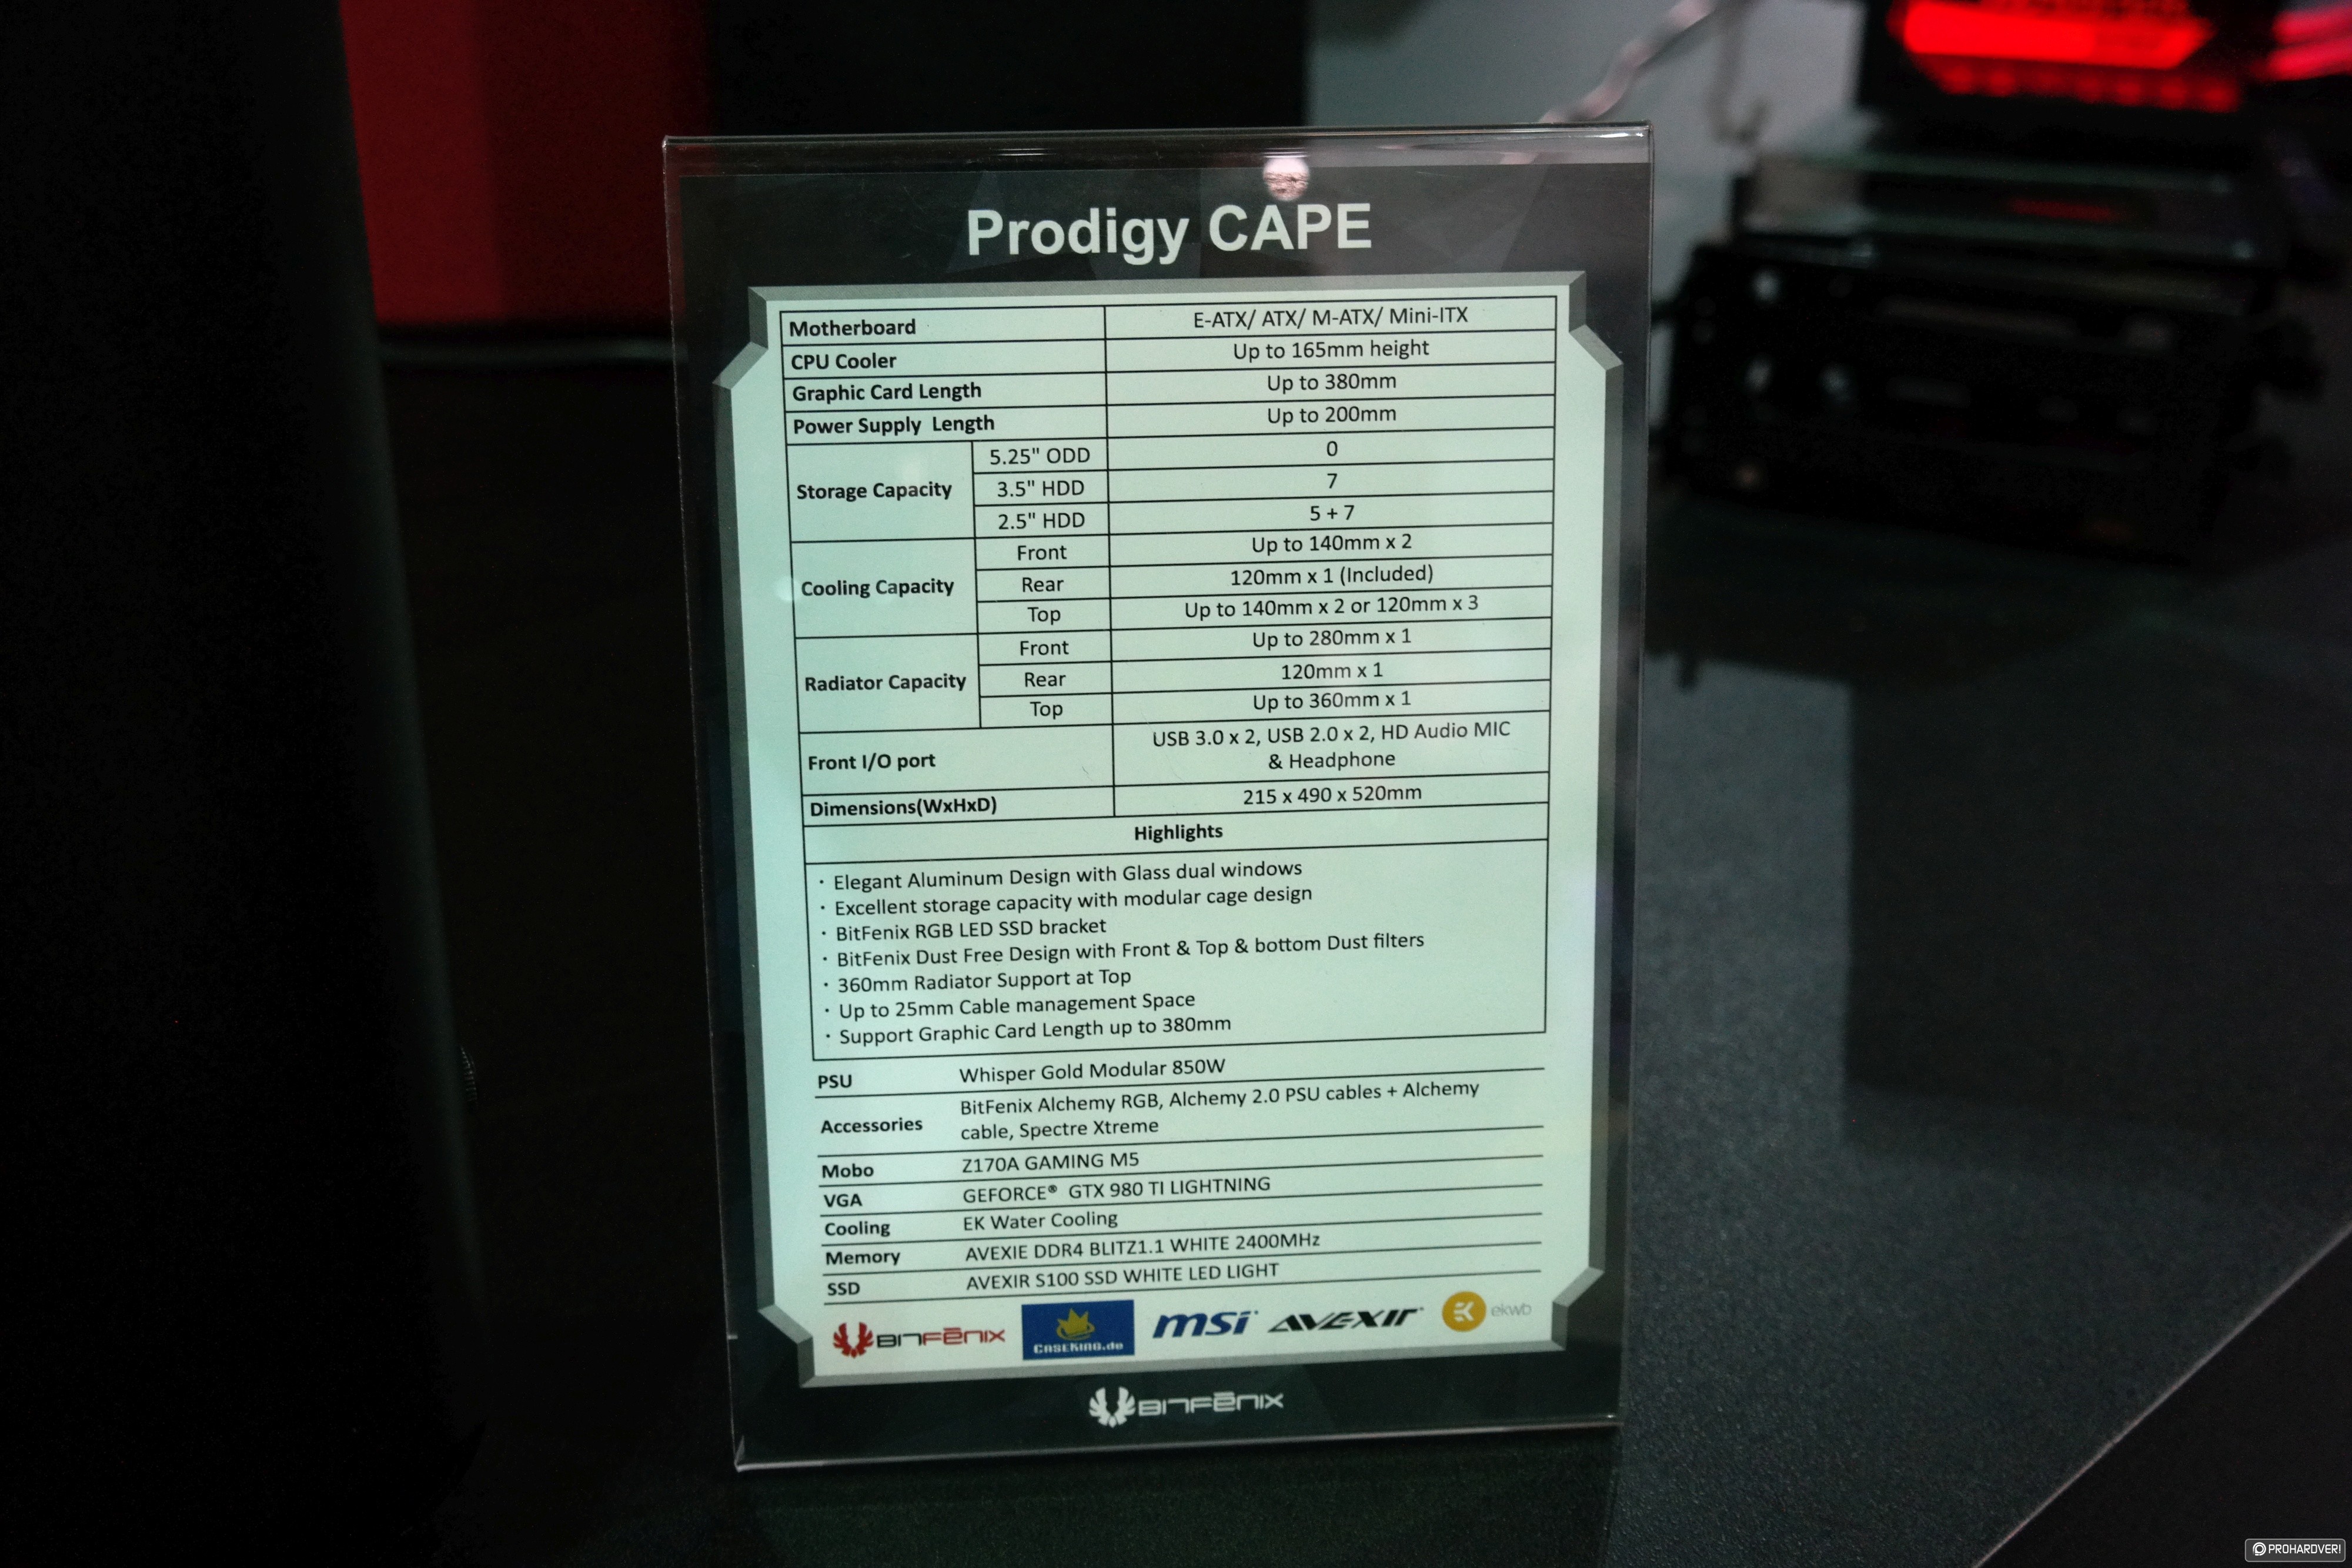 Prodigy CAPE
Motherboard E-ATX/ ATX/ M-ATX/ Mini-ITX
CPU Cooler Up to 165mm height
Graphic Card Length Up to 380mm
Power Supply Length Up to 200mm
Storage Capacity 5.25" ODD 0
3.5" HDD 7
2.5" HDD 5 + 7
Cooling Capacity Front Up to 140mm x 2
Rear 120mm x 1 (Included)
Top Up to 140mm x 2 or 120mm x 3
Radiator Capacity Front Up to 280mm x 1
Rear 120mm x 1
Top Up to 360mm x 1
Front I/O port USB 3.0 x 2, USB 2.0 x 2, HD Audio MIC
& Headphone
Dimensions(WxHxD) 215 x 490 x 520mm
Highlights
· Elegant Aluminum Design with Glass dual windows
· Excellent storage capacity with modular cage design
· BitFenix RGB LED SSD bracket
· BitFenix Dust Free Design with Front & Top & bottom Dust filters
· 360mm Radiator Support at Top
· Up to 25mm Cable management Space
· Support Graphic Card Length up to 380mm
PSU Whisper Gold Modular 850W
Accessories BitFenix Alchemy RGB, Alchemy 2.0 PSU cables + Alchemy
cable, Spectre Xtreme
Mobo Z170A GAMING M5
VGA GEFORCE® GTX 980 TI LIGHTNING
Cooling EK Water Cooling
Memory AVEXIE DDR4 BLITZ1.1 WHITE 2400MHz
SSD AVEXIR S100 SSD WHITE LED LIGHT
BITFENIX CASEKING.de msi AVEXIR ekwb
BITFENIX
PROHARDVER!